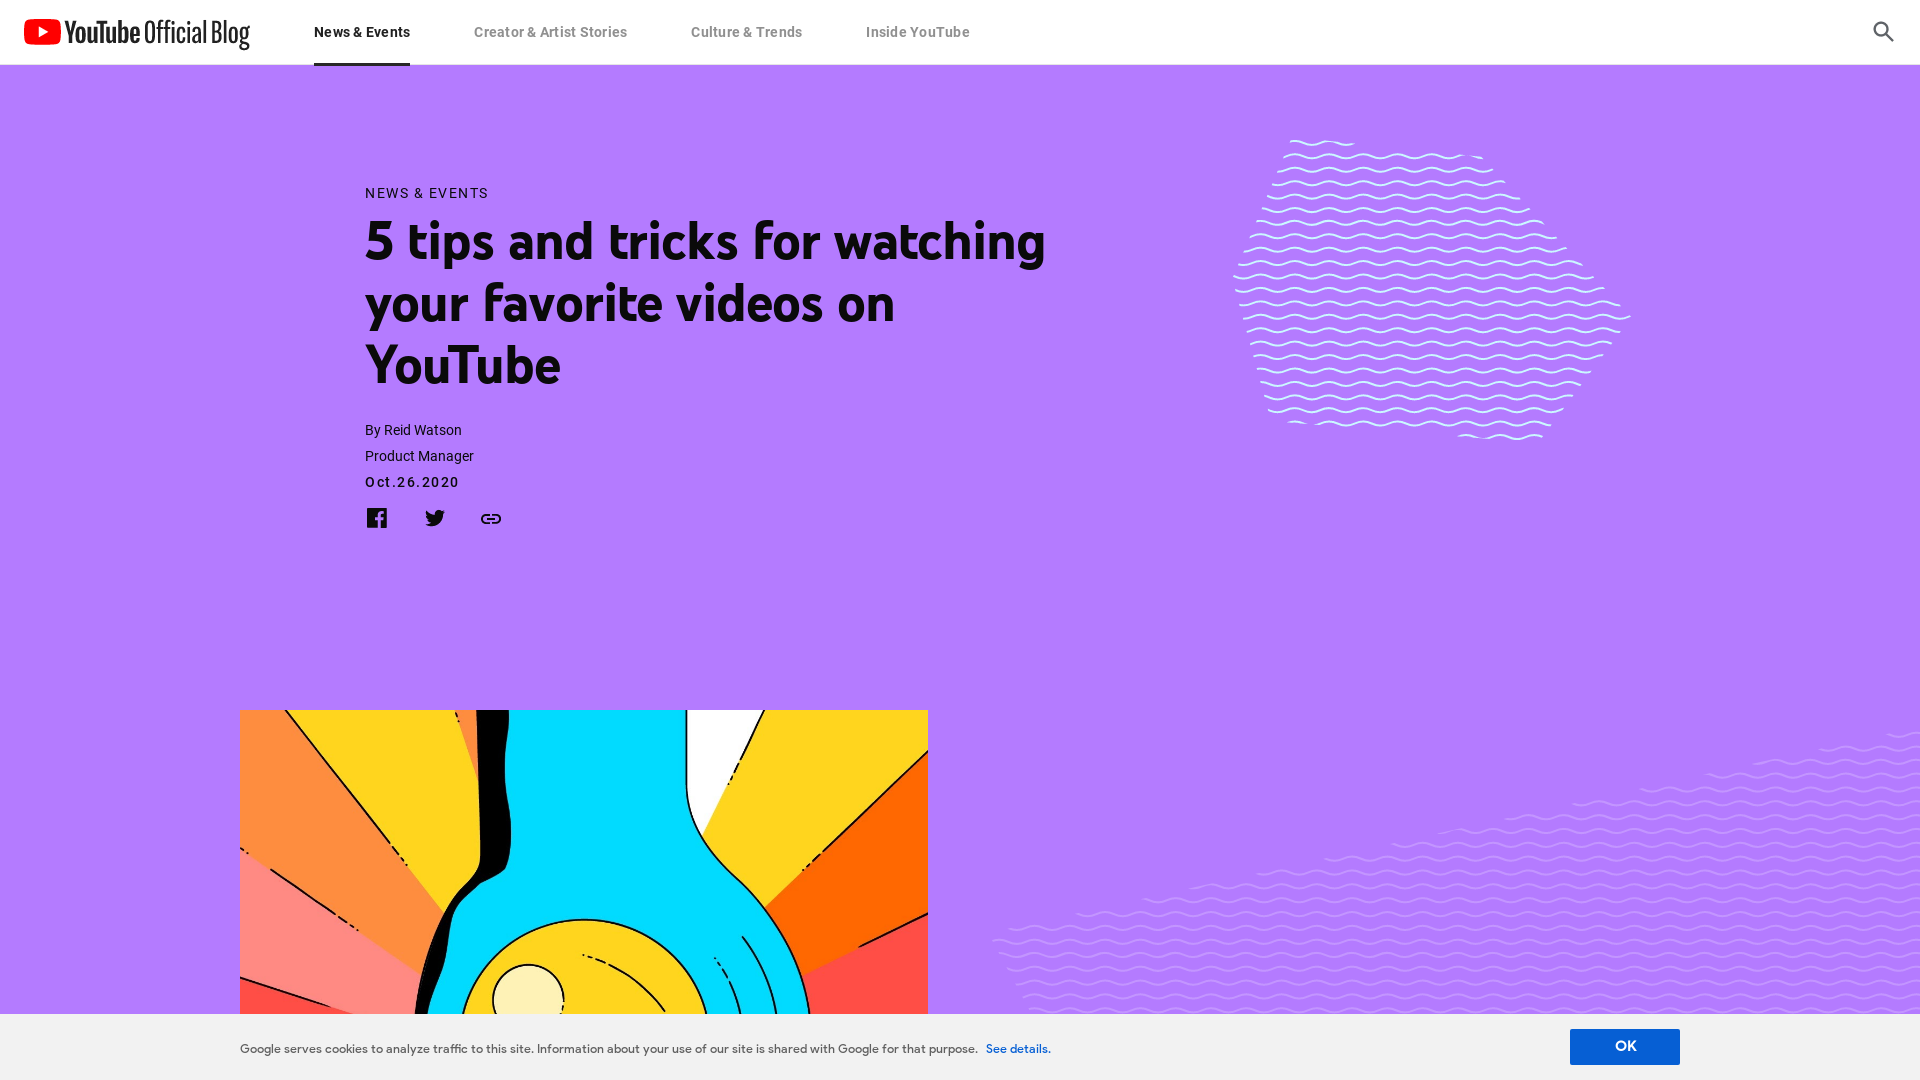 YouTube Official Blog
News & Events
Creator & Artist Stories
Culture & Trends
Inside YouTube
NEWS & EVENTS
5 tips and tricks for watching
your favorite videos on
YouTube
By Reid Watson
Product Manager
Oct.26.2020
Google serves cookies to analyze traffic to this site. Information about your use of our site is shared with Google for that purpose. See details.
OK